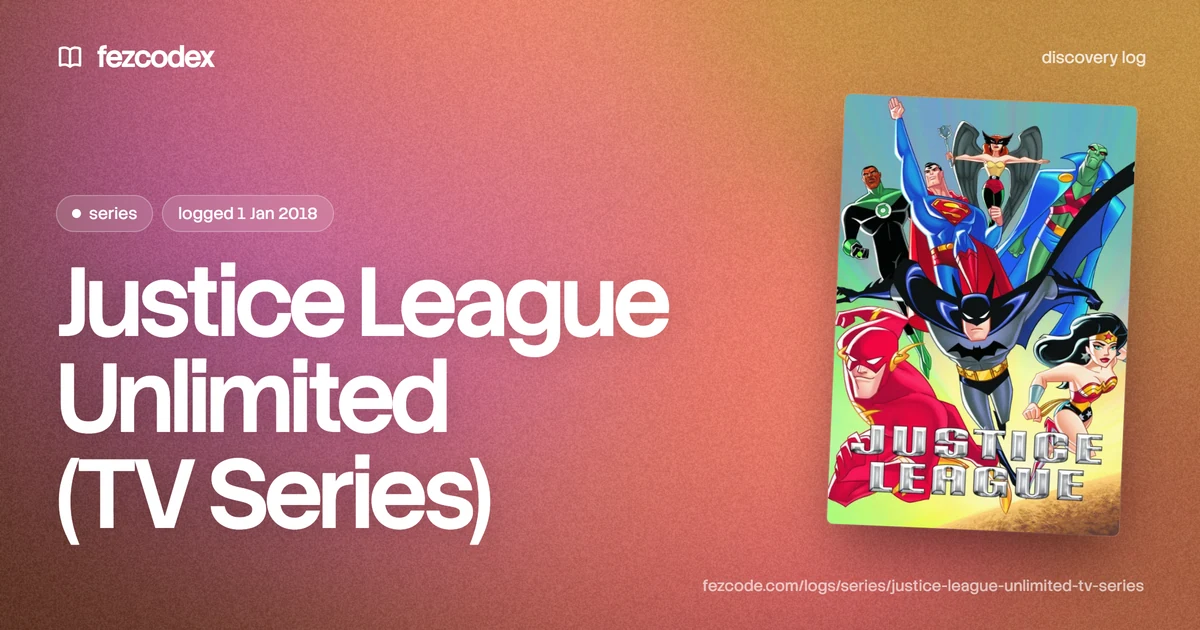 fezcodex
discovery log
series
logged 1 Jan 2018
Justice League
Unlimited
(TV Series)
JUSTICE
LEAGUE
fezcode.com/logs/series/justice-league-unlimited-tv-series